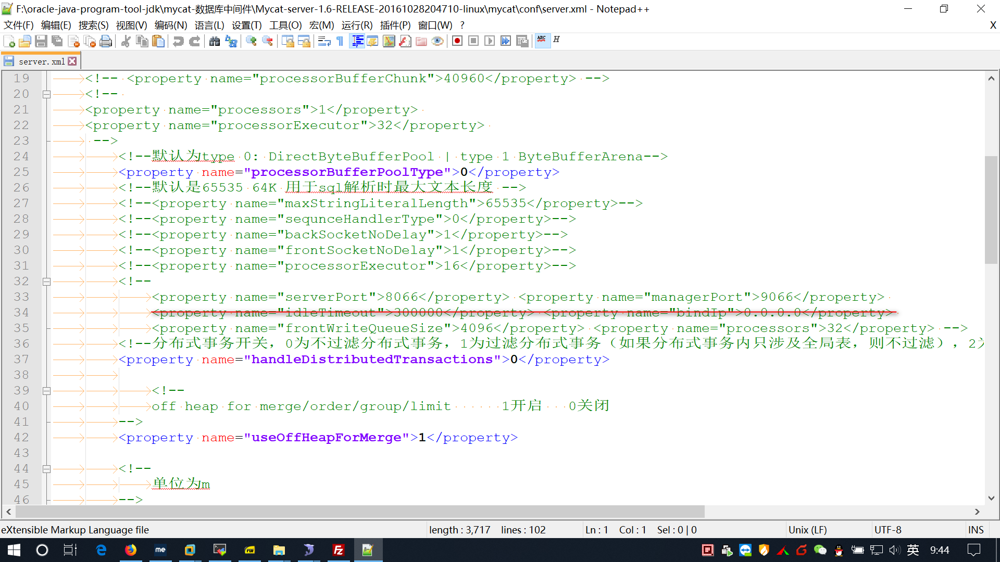 F:\oracle-java-program-tool-jdk\mycat-数据库中间件\Mycat-server-1.6-RELEASE-20161028204710-linux\mycat\conf\server.xml - Notepad++
文件(F) 编辑(E) 搜索(S) 视图(V) 编码(N) 语言(L) 设置(T) 工具(O) 宏(M) 运行(R) 插件(P) 窗口(W) ? X
server.xml
19 <!-- <property name="processorBufferChunk">40960</property> -->
20 <!--
21 <property name="processors">1</property>
22 <property name="processorExecutor">32</property>
23 -->
24 <!--默认为type 0: DirectByteBufferPool | type 1 ByteBufferArena-->
25 <property name="processorBufferPoolType">0</property>
26 <!--默认是65535 64K 用于sql解析时最大文本长度 -->
27 <!--<property name="maxStringLiteralLength">65535</property>-->
28 <!--<property name="sequnceHandlerType">0</property>-->
29 <!--<property name="backSocketNoDelay">1</property>-->
30 <!--<property name="frontSocketNoDelay">1</property>-->
31 <!--<property name="processorExecutor">16</property>-->
32 <!--
33 <property name="serverPort">8066</property> <property name="managerPort">9066</property>
34 <property name="idleTimeout">300000</property> <property name="bindIp">0.0.0.0</property>
35 <property name="frontWriteQueueSize">4096</property> <property name="processors">32</property> -->
36 <!--分布式事务开关，0为不过滤分布式事务，1为过滤分布式事务（如果分布式事务内只涉及全局表，则不过滤），2
37 <property name="handleDistributedTransactions">0</property>
38
39 <!--
40 off heap for merge/order/group/limit 1开启 0关闭
41 -->
42 <property name="useOffHeapForMerge">1</property>
43
44 <!--
45 单位为m
46 -->
eXtensible Markup Language file length : 3,717 lines : 102 Ln : 1 Col : 1 Sel : 0 | 0 Unix (LF) UTF-8 INS
英 9:44